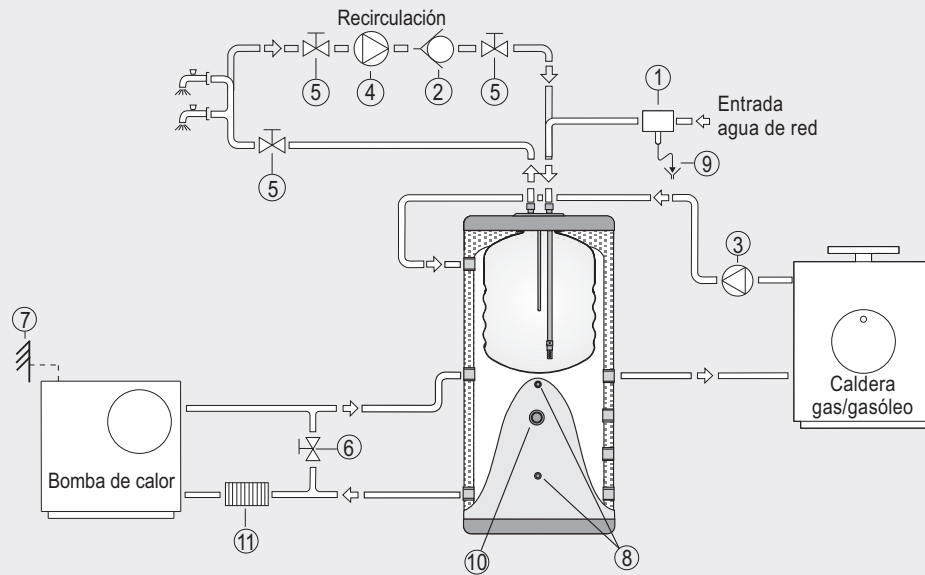 Recirculación
5
4
2
5
1
Entrada
agua de red
5
9
3
7
Caldera
gas/gasóleo
6
Bomba de calor
11
10
8